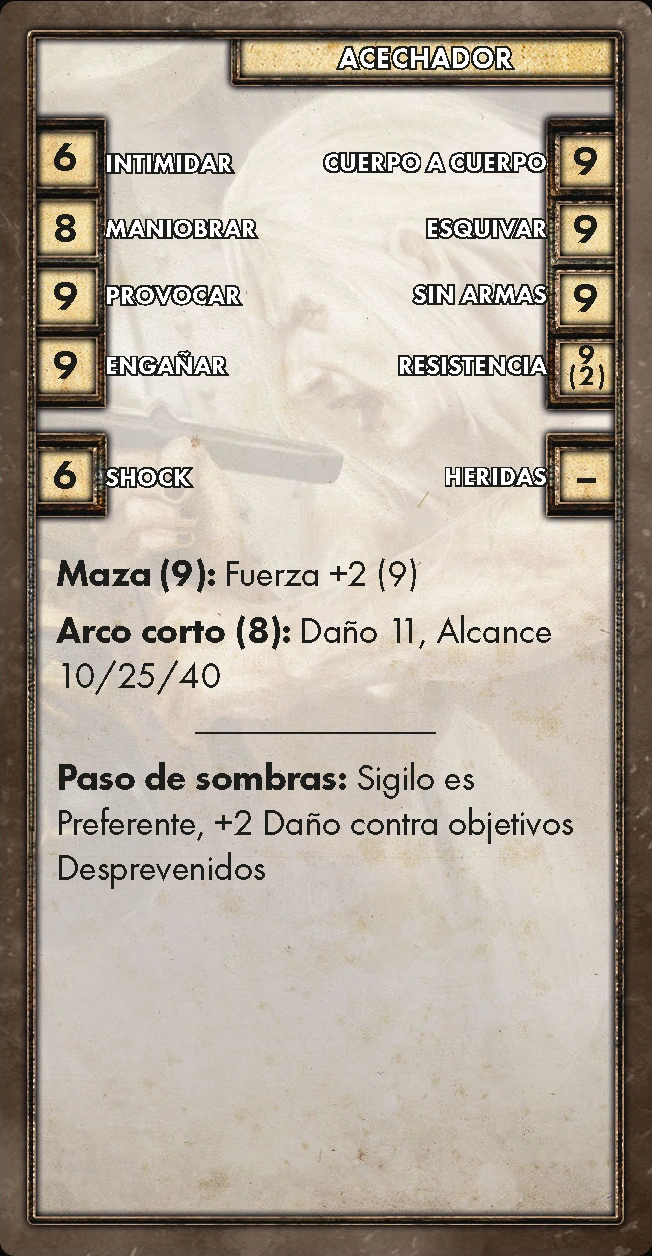 ACECHADOR
6 INTIMIDAR CUERPO A CUERPO 9
8 MANIOBRAR ESQUIVAR 9
9 PROVOCAR SIN ARMAS 9
9 ENGAÑAR RESISTENCIA 9 (2)
6 SHOCK HERIDAS –
Maza (9): Fuerza +2 (9)
Arco corto (8): Daño 11, Alcance
10/25/40
Paso de sombras: Sigilo es
Preferente, +2 Daño contra objetivos
Desprevenidos